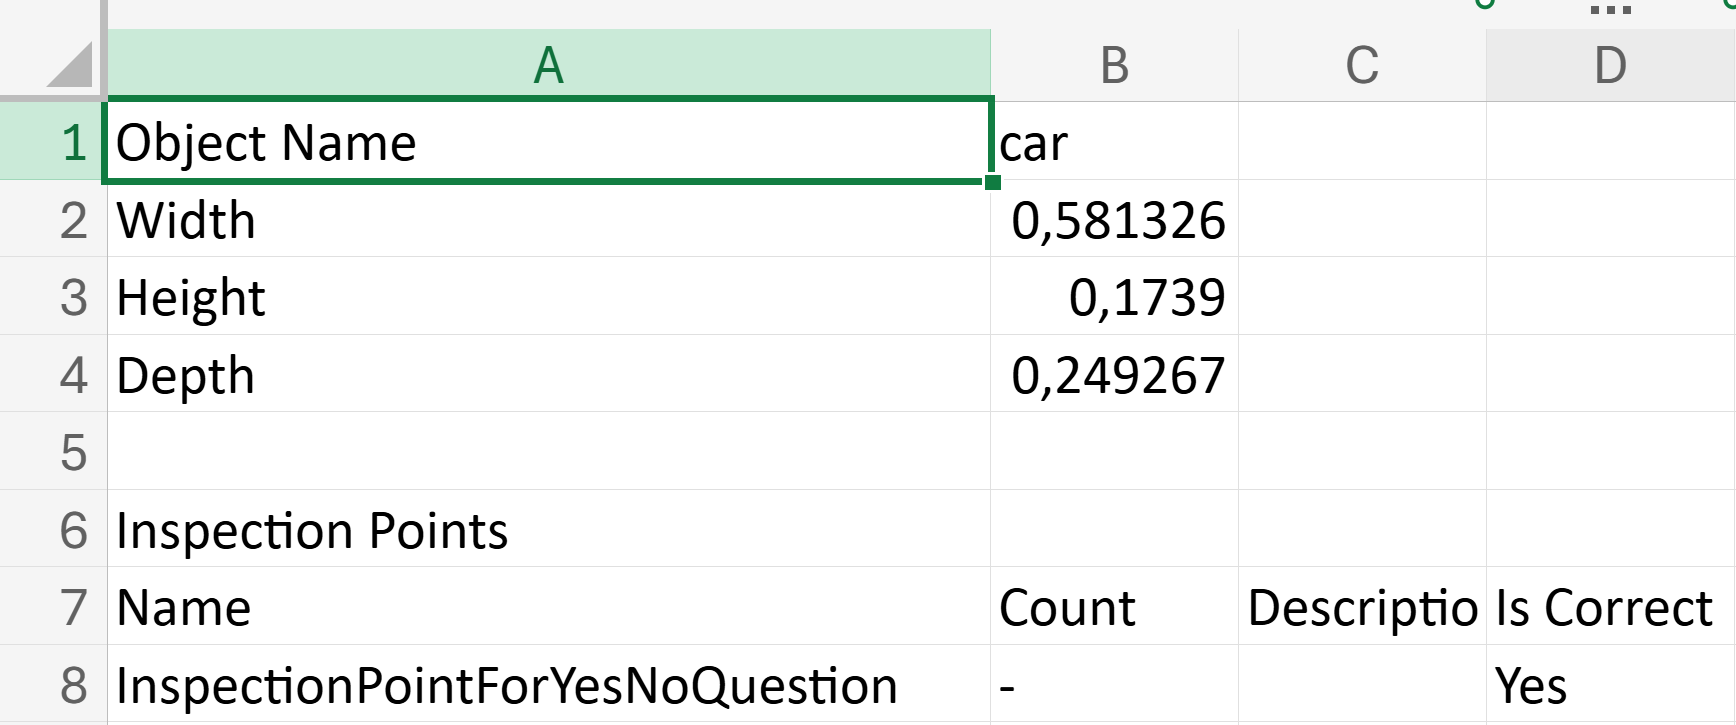 A B C D
1 Object Name car
2 Width 0,581326
3 Height 0,1739
4 Depth 0,249267
5
6 Inspection Points
7 Name Count Descriptio Is Correct
8 InspectionPointForYesNoQuestion - Yes